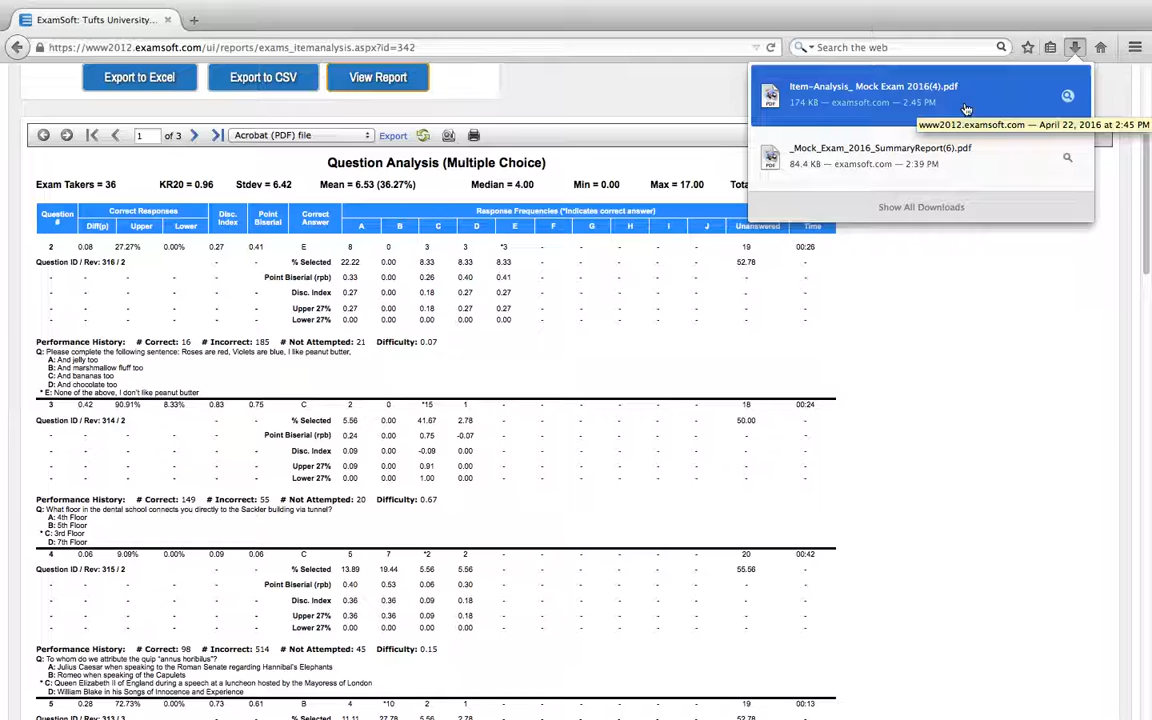 ExamSoft: Tufts University...
https://www2012.examsoft.com/ui/reports/exams_itemanalysis.aspx?id=342
Search the web
Export to Excel Export to CSV View Report
Item-Analysis_ Mock Exam 2016(4).pdf
174 KB — examsoft.com — 2:45 PM
www2012.examsoft.com — April 22, 2016 at 2:45 PM
_Mock_Exam_2016_SummaryReport(6).pdf
84.4 KB — examsoft.com — 2:39 PM
Show All Downloads
1 of 3 Acrobat (PDF) file Export
Question Analysis (Multiple Choice)
Exam Takers = 36 KR20 = 0.96 Stdev = 6.42 Mean = 6.53 (36.27%) Median = 4.00 Min = 0.00 Max = 17.00
Question # Correct Responses Disc. Index Point Biserial Correct Answer Response Frequencies (*Indicates correct answer)
Diff(p) Upper Lower A B C D E F G H I J Unanswered Time
2 0.08 27.27% 0.00% 0.27 0.41 E 8 0 3 3 *3 - - - - - 19 00:26
Question ID / Rev: 316 / 2 - - % Selected 22.22 0.00 8.33 8.33 8.33 - - - - - 52.78 -
- - - - - Point Biserial (rpb) 0.33 0.26 0.40 0.41 - - - - - - -
- - - - - Disc. Index 0.27 0.18 0.27 0.27 - - - - - - -
- - - - - Upper 27% 0.27 0.18 0.27 0.27 - - - - - - -
- - - - - Lower 27% 0.00 0.00 0.00 0.00 - - - - - - -
Performance History: # Correct: 16 # Incorrect: 185 # Not Attempted: 21 Difficulty: 0.07
Q: Please complete the following sentence: Roses are red, Violets are blue, I like peanut butter,
A: And jelly too
B: And marshmallow fluff too
C: And bananas too
D: And chocolate too
* E: None of the above, I don't like peanut butter
3 0.42 90.91% 8.33% 0.83 0.75 C 2 0 *15 1 - - - - - - 18 00:24
Question ID / Rev: 314 / 2 - - % Selected 5.56 0.00 41.67 2.78 - - - - - - 50.00 -
- - - - - Point Biserial (rpb) 0.24 0.00 0.75 -0.07 - - - - - - - -
- - - - - Disc. Index 0.09 0.00 -0.09 0.00 - - - - - - - -
- - - - - Upper 27% 0.09 0.00 0.91 0.00 - - - - - - - -
- - - - - Lower 27% 0.00 0.00 1.00 0.00 - - - - - - - -
Performance History: # Correct: 149 # Incorrect: 55 # Not Attempted: 20 Difficulty: 0.67
Q: What floor in the dental school connects you directly to the Sackler building via tunnel?
A: 4th Floor
B: 5th Floor
* C: 3rd Floor
D: 7th Floor
4 0.06 9.09% 0.00% 0.09 0.06 C 5 7 *2 2 - - - - - - 20 00:42
Question ID / Rev: 315 / 2 - - % Selected 13.89 19.44 5.56 5.56 - - - - - - 55.56 -
- - - - - Point Biserial (rpb) 0.40 0.53 0.06 0.30 - - - - - - - -
- - - - - Disc. Index 0.36 0.36 0.09 0.18 - - - - - - - -
- - - - - Upper 27% 0.36 0.36 0.09 0.18 - - - - - - - -
- - - - - Lower 27% 0.00 0.00 0.00 0.00 - - - - - - - -
Performance History: # Correct: 98 # Incorrect: 514 # Not Attempted: 45 Difficulty: 0.15
Q: To whom do we attribute the quip "annus horibilus"?
A: Julius Caesar when speaking to the Roman Senate regarding Hannibal's Elephants
B: Romeo when speaking of the Capulets
* C: Queen Elizabeth II of England during a speech at a luncheon hosted by the Mayoress of London
D: William Blake in his Songs of Innocence and Experience
5 0.28 72.73% 0.00% 0.73 0.61 B 4 *10 2 1 - - - - - - 19 00:13
% Selected 11.11 27.78 5.56 2.78 52.78